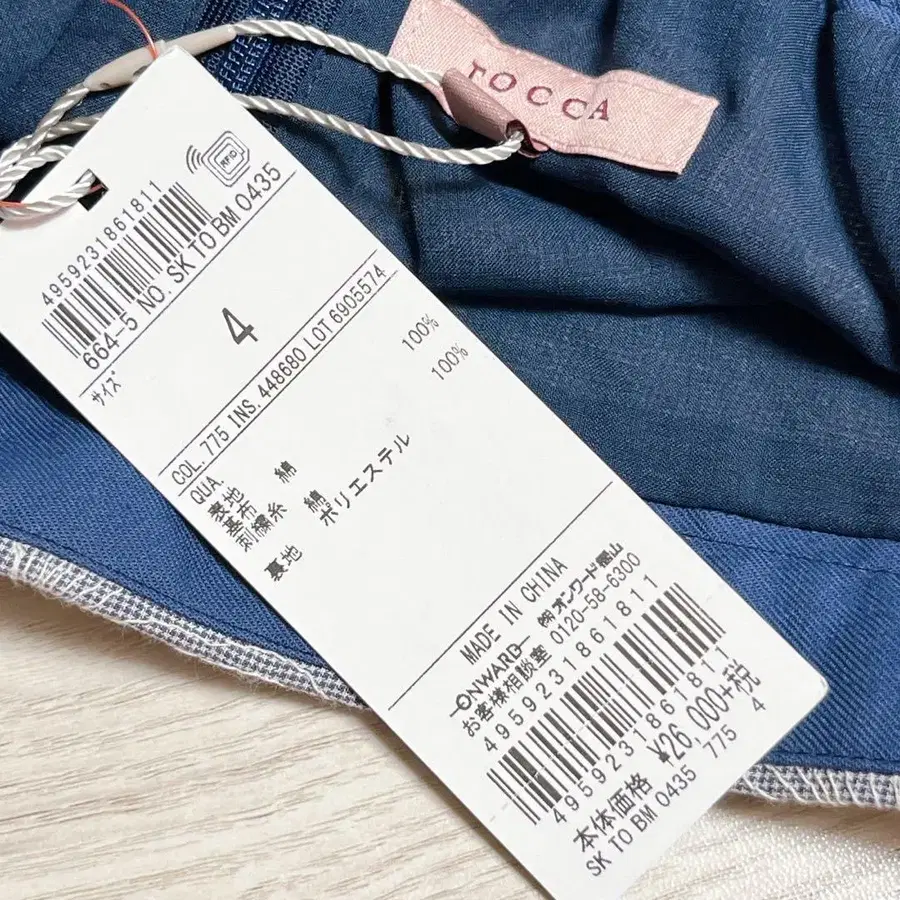 TOCCA
RFID
4959231861811
664-5 NO. SK TO BM 0435
サイズ
4
COL. 775 INS. 448680 LOT 6905574
QUA.
表地
基布 綿 100%
刺繍糸 綿 100%
裏地 ポリエステル
MADE IN CHINA
ONWARD ㈱オンワード樫山
お客様相談室 0120-58-6300
4959231861811
4959231861811
本体価格 ¥26,000+税
SK TO BM 0435 775 4